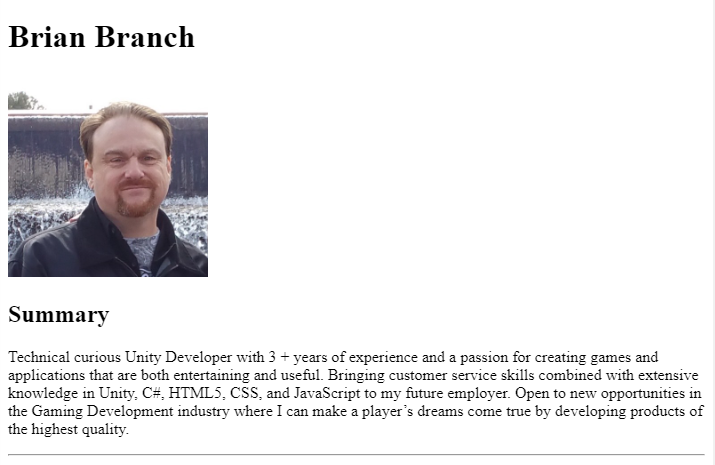 Brian Branch
Summary
Technical curious Unity Developer with 3 + years of experience and a passion for creating games and
applications that are both entertaining and useful. Bringing customer service skills combined with extensive
knowledge in Unity, C#, HTML5, CSS, and JavaScript to my future employer. Open to new opportunities in
the Gaming Development industry where I can make a player’s dreams come true by developing products of
the highest quality.